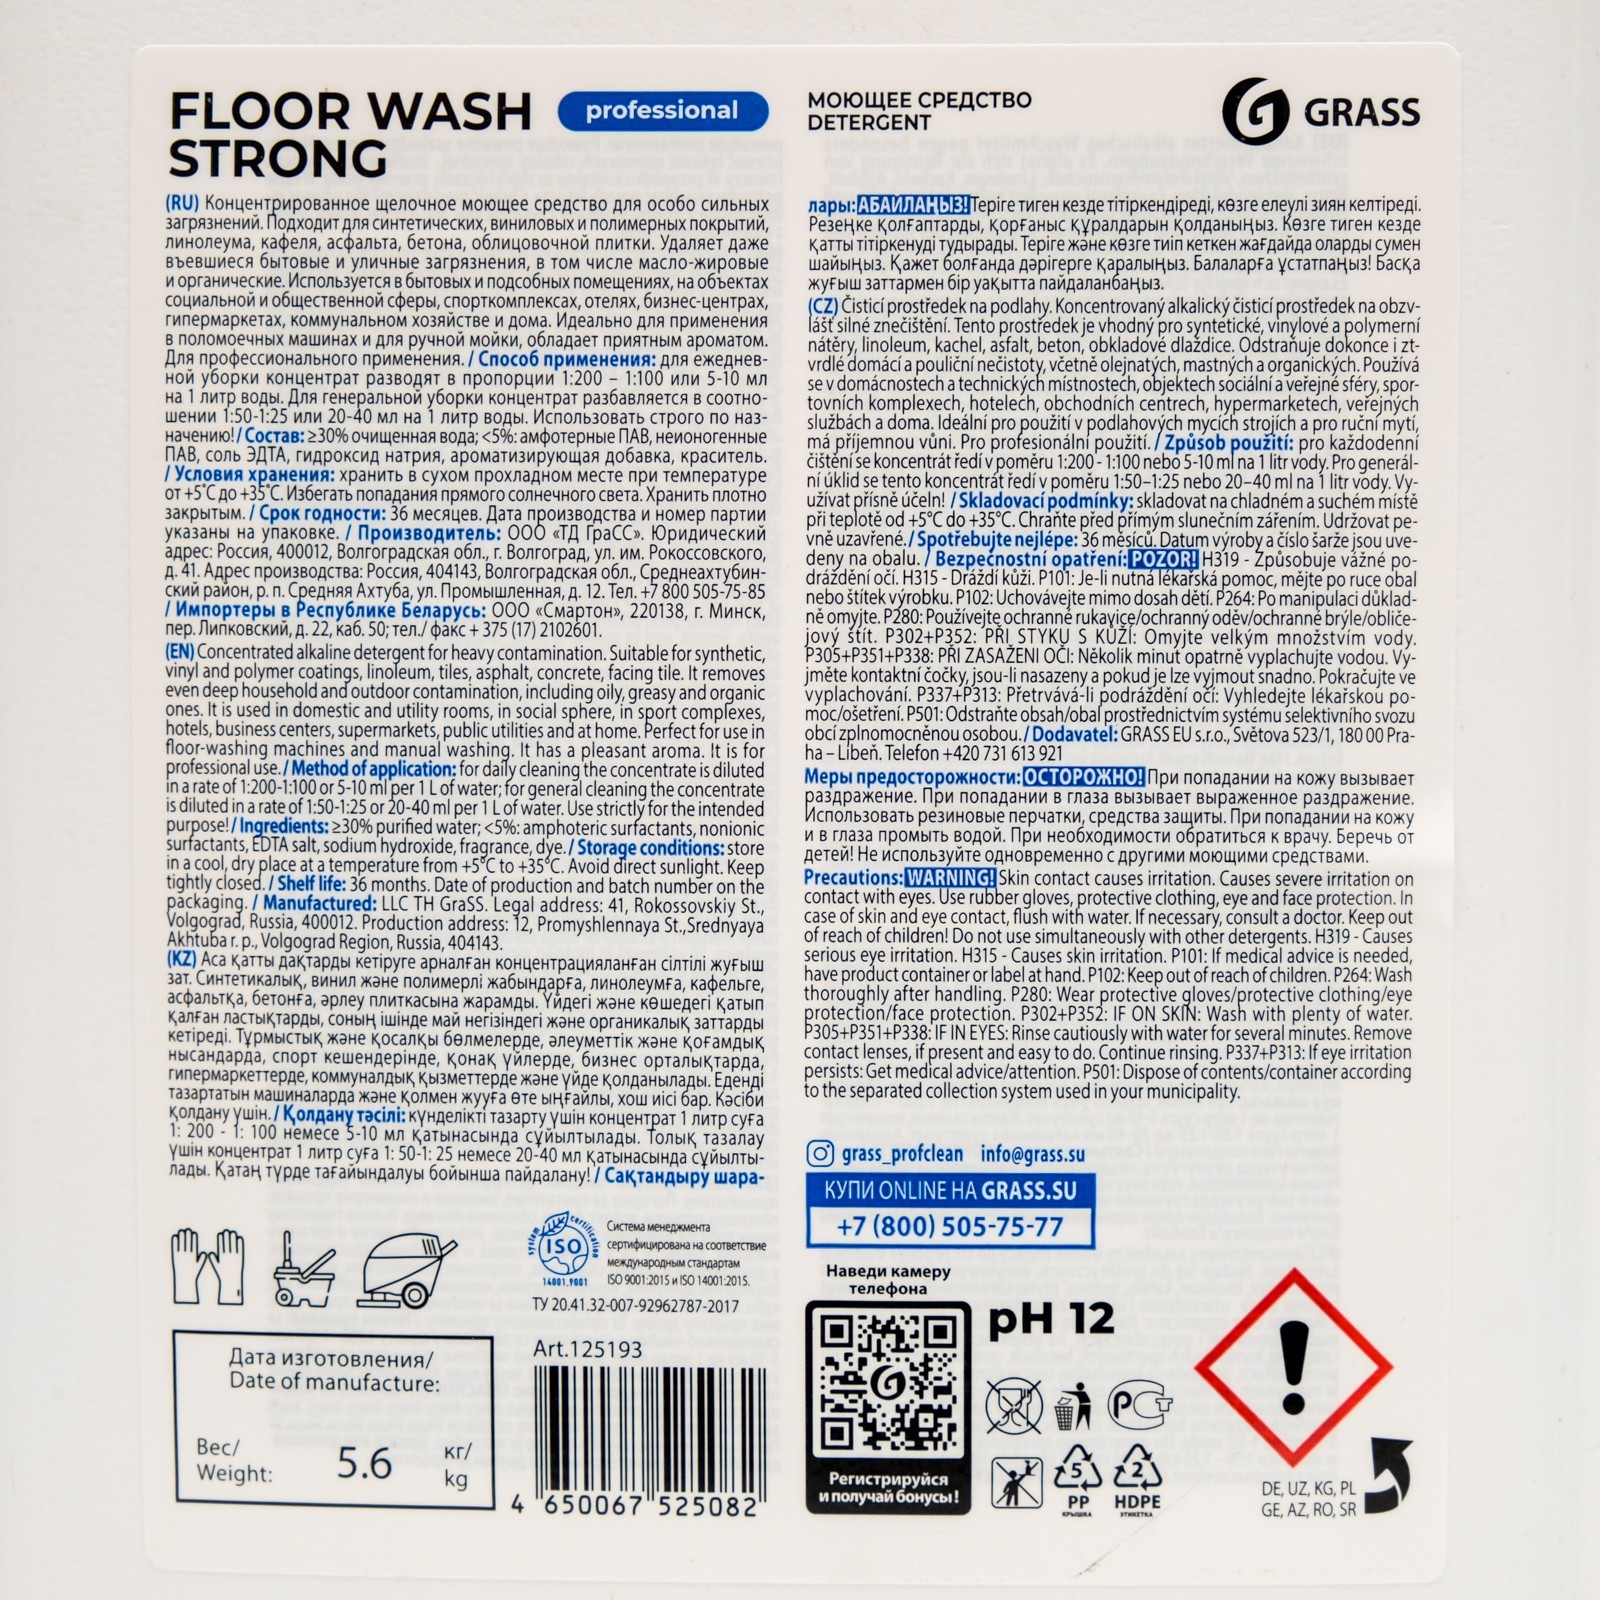 FLOOR WASH
STRONG
professional
(RU) Концентрированное щелочное моющее средство для особо сильных
загрязнений. Подходит для синтетических, виниловых и полимерных покрытий,
линолеума, кафеля, асфальта, бетона, облицовочной плитки. Удаляет даже
въевшиеся бытовые и уличные загрязнения, в том числе масло-жировые
и органические. Используется в бытовых и подсобных помещениях, на объектах
социальной и общественной сферы, спорткомплексах, отелях, бизнес-центрах,
гипермаркетах, коммунальном хозяйстве и дома. Идеально для применения
в поломоечных машинах и для ручной мойки, обладает приятным ароматом.
Для профессионального применения. / Способ применения: для ежеднев-
ной уборки концентрат разводят в пропорции 1:200 – 1:100 или 5-10 мл
на 1 литр воды. Для генеральной уборки концентрат разбавляется в соотно-
шении 1:50-1:25 или 20-40 мл на 1 литр воды. Использовать строго по наз-
начению! / Состав: ≥30% очищенная вода; <5%: амфотерные ПАВ, неионогенные
ПАВ, соль ЭДТА, гидроксид натрия, ароматизирующая добавка, краситель.
/ Условия хранения: хранить в сухом прохладном месте при температуре
от +5°C до +35°C. Избегать попадания прямого солнечного света. Хранить плотно
закрытым. / Срок годности: 36 месяцев. Дата производства и номер партии
указаны на упаковке. / Производитель: ООО «ТД ГраСС». Юридический
адрес: Россия, 400012, Волгоградская обл., г. Волгоград, ул. им. Рокоссовского,
д. 41. Адрес производства: Россия, 404143, Волгоградская обл., Среднеахтубин-
ский район, р. п. Средняя Ахтуба, ул. Промышленная, д. 12. Тел. +7 800 505-75-85
/ Импортеры в Республике Беларусь: ООО «Смартон», 220138, г. Минск,
пер. Липковский, д. 22, каб. 50; тел./ факс + 375 (17) 2102601.
(EN) Concentrated alkaline detergent for heavy contamination. Suitable for synthetic,
vinyl and polymer coatings, linoleum, tiles, asphalt, concrete, facing tile. It removes
even deep household and outdoor contamination, including oily, greasy and organic
ones. It is used in domestic and utility rooms, in social sphere, in sport complexes,
hotels, business centers, supermarkets, public utilities and at home. Perfect for use in
floor-washing machines and manual washing. It has a pleasant aroma. It is for
professional use. / Method of application: for daily cleaning the concentrate is diluted
in a rate of 1:200-1:100 or 5-10 ml per 1 L of water; for general cleaning the concentrate
is diluted in a rate of 1:50-1:25 or 20-40 ml per 1 L of water. Use strictly for the intended
purpose! / Ingredients: ≥30% purified water; <5%: amphoteric surfactants, nonionic
surfactants, EDTA salt, sodium hydroxide, fragrance, dye. / Storage conditions: store
in a cool, dry place at a temperature from +5°C to +35°C. Avoid direct sunlight. Keep
tightly closed. / Shelf life: 36 months. Date of production and batch number on the
packaging. / Manufactured: LLC TH GraSS. Legal address: 41, Rokossovskiy St.,
Volgograd, Russia, 400012. Production address: 12, Promyshlennaya St.,Srednyaya
Akhtuba r. p., Volgograd Region, Russia, 404143.
(KZ) Аса қатты дақтарды кетіруге арналған концентрацияланған сілтілі жуғыш
зат. Синтетикалық, винил және полимерлі жабындарға, линолеумға, кафельге,
асфальтқа, бетонға, әрлеу плиткасына жарамды. Үйдегі және көшедегі қатып
қалған ластықтарды, соның ішінде май негізіндегі және органикалық заттарды
кетіреді. Тұрмыстық және қосалқы бөлмелерде, әлеуметтік және қоғамдық
нысандарда, спорт кешендерінде, қонақ үйлерде, бизнес орталықтарда,
гипермаркеттерде, коммуналдық қызметтерде және үйде қолданылады. Еденді
тазартатын машиналарда және қолмен жууға өте ыңғайлы, хош иісі бар. Кәсіби
қолдану үшін. / Қолдану тәсілі: күнделікті тазарту үшін концентрат 1 литр суға
1: 200 - 1: 100 немесе 5-10 мл қатынасында сұйылтылады. Толық тазалау
үшін концентрат 1 литр суға 1: 50-1: 25 немесе 20-40 мл қатынасында сұйылты-
лады. Қатаң түрде тағайындалуы бойынша пайдалану! / Сақтандыру шара-
system certification
ISO
14001, 9001
Система менеджмента
сертифицирована на соответствие
международным стандартам
ISO 9001:2015 и ISO 14001:2015.
ТУ 20.41.32-007-92962787-2017
Дата изготовления/
Date of manufacture:
Вес/
Weight:
5.6
кг/
kg
Art.125193
4 650067 525082
МОЮЩЕЕ СРЕДСТВО
DETERGENT
GRASS
лары: АБАЙЛАҢЫЗ! Теріге тиген кезде тітіркендіреді, көзге елеулі зиян келтіреді.
Резеңке қолғаптарды, қорғаныс құралдарын қолданыңыз. Көзге тиген кезде
қатты тітіркенуді тудырады. Теріге және көзге тиіп кеткен жағдайда оларды сумен
шайыңыз. Қажет болғанда дәрігерге қаралыңыз. Балаларға ұстатпаңыз! Басқа
жуғыш заттармен бір уақытта пайдаланбаңыз.
(CZ) Čisticí prostředek na podlahy. Koncentrovaný alkalický čisticí prostředek na obzv-
lášť silné znečištění. Tento prostředek je vhodný pro syntetické, vinylové a polymerní
nátěry, linoleum, kachel, asfalt, beton, obkladové dlaždice. Odstraňuje dokonce i zt-
vrdlé domácí a pouliční nečistoty, včetně olejnatých, mastných a organických. Používá
se v domácnostech a technických místnostech, objektech sociální a veřejné sféry, spor-
tovních komplexech, hotelech, obchodních centrech, hypermarketech, veřejných
službách a doma. Ideální pro použití v podlahových mycích strojích a pro ruční mytí,
má příjemnou vůni. Pro profesionální použití. / Způsob použití: pro každodenní
čištění se koncentrát ředí v poměru 1:200 - 1:100 nebo 5-10 ml na 1 litr vody. Pro generál-
ní úklid se tento koncentrát ředí v poměru 1:50–1:25 nebo 20–40 ml na 1 litr vody. Vy-
užívat přísně účeln! / Skladovací podmínky: skladovat na chladném a suchém místě
při teplotě od +5°C do +35°C. Chraňte před přímým slunečním zářením. Udržovat pe-
vně uzavřené. / Spotřebujte nejlépe: 36 měsíců. Datum výroby a číslo šarže jsou uve-
deny na obalu. / Bezpečnostní opatření: POZOR! H319 - Způsobuje vážné po-
dráždění očí. H315 - Dráždí kůži. P101: Je-li nutná lékařská pomoc, mějte po ruce obal
nebo štítek výrobku. P102: Uchovávejte mimo dosah dětí. P264: Po manipulaci důklad-
ně omyjte. P280: Používejte ochranné rukavice/ochranný oděv/ochranné brýle/obliče-
jový štít. P302+P352: PŘI STYKU S KŮŽÍ: Omyjte velkým množstvím vody.
P305+P351+P338: PŘI ZASAŽENÍ OČÍ: Několik minut opatrně vyplachujte vodou. Vy-
jměte kontaktní čočky, jsou-li nasazeny a pokud je lze vyjmout snadno. Pokračujte ve
vyplachování. P337+P313: Přetrvává-li podráždění očí: Vyhledejte lékařskou po-
moc/ošetření. P501: Odstraňte obsah/obal prostřednictvím systému selektivního svozu
obcí zplnomocněnou osobou. / Dodavatel: GRASS EU s.r.o., Světova 523/1, 180 00 Pra-
ha – Libeň. Telefon +420 731 613 921
Меры предосторожности: ОСТОРОЖНО! При попадании на кожу вызывает
раздражение. При попадании в глаза вызывает выраженное раздражение.
Использовать резиновые перчатки, средства защиты. При попадании на кожу
и в глаза промыть водой. При необходимости обратиться к врачу. Беречь от
детей! Не используйте одновременно с другими моющими средствами.
Precautions: WARNING! Skin contact causes irritation. Causes severe irritation on
contact with eyes. Use rubber gloves, protective clothing, eye and face protection. In
case of skin and eye contact, flush with water. If necessary, consult a doctor. Keep out
of reach of children! Do not use simultaneously with other detergents. H319 - Causes
serious eye irritation. H315 - Causes skin irritation. P101: If medical advice is needed,
have product container or label at hand. P102: Keep out of reach of children. P264: Wash
thoroughly after handling. P280: Wear protective gloves/protective clothing/eye
protection/face protection. P302+P352: IF ON SKIN: Wash with plenty of water.
P305+P351+P338: IF IN EYES: Rinse cautiously with water for several minutes. Remove
contact lenses, if present and easy to do. Continue rinsing. P337+P313: If eye irritation
persists: Get medical advice/attention. P501: Dispose of contents/container according
to the separated collection system used in your municipality.
grass_profclean info@grass.su
КУПИ ONLINE НА GRASS.SU
+7 (800) 505-75-77
Наведи камеру
телефона
Регистрируйся
и получай бонусы!
pH 12
5
PP
КРЫШКА
2
HDPE
ЭТИКЕТКА
DE, UZ, KG, PL
GE, AZ, RO, SR